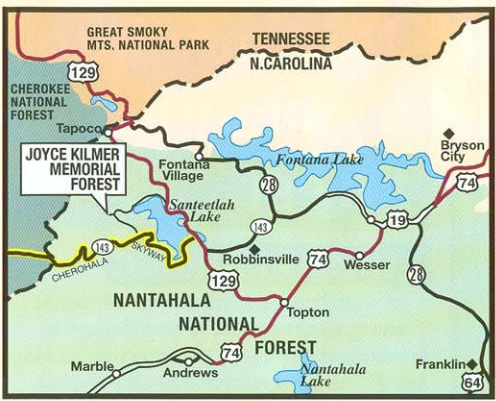 GREAT SMOKY
MTS. NATIONAL PARK
TENNESSEE
N.CAROLINA
129
CHEROKEE
NATIONAL
FOREST
Tapoco
JOYCE KILMER
MEMORIAL
FOREST
Fontana
Village
Fontana Lake
Bryson
City
74
28
Santeetlah
Lake
19
143
143
CHEROHALA
SKYWAY
Robbinsville
74
Wesser
28
129
NANTAHALA
NATIONAL
FOREST
Topton
74
Marble
Andrews
Nantahala
Lake
Franklin
64